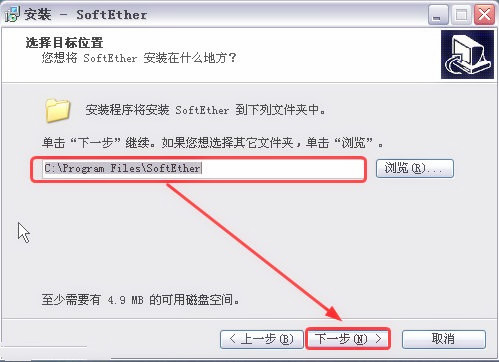 安装 - SoftEther
选择目标位置
您想将 SoftEther 安装在什么地方?
安装程序将安装 SoftEther 到下列文件夹中。
单击“下一步”继续。如果您想选择其它文件夹,单击“浏览”。
C:\Program Files\SoftEther
浏览(R)...
至少需要有 4.9 MB 的可用磁盘空间。
< 上一步(B) 下一步(N) > 取消